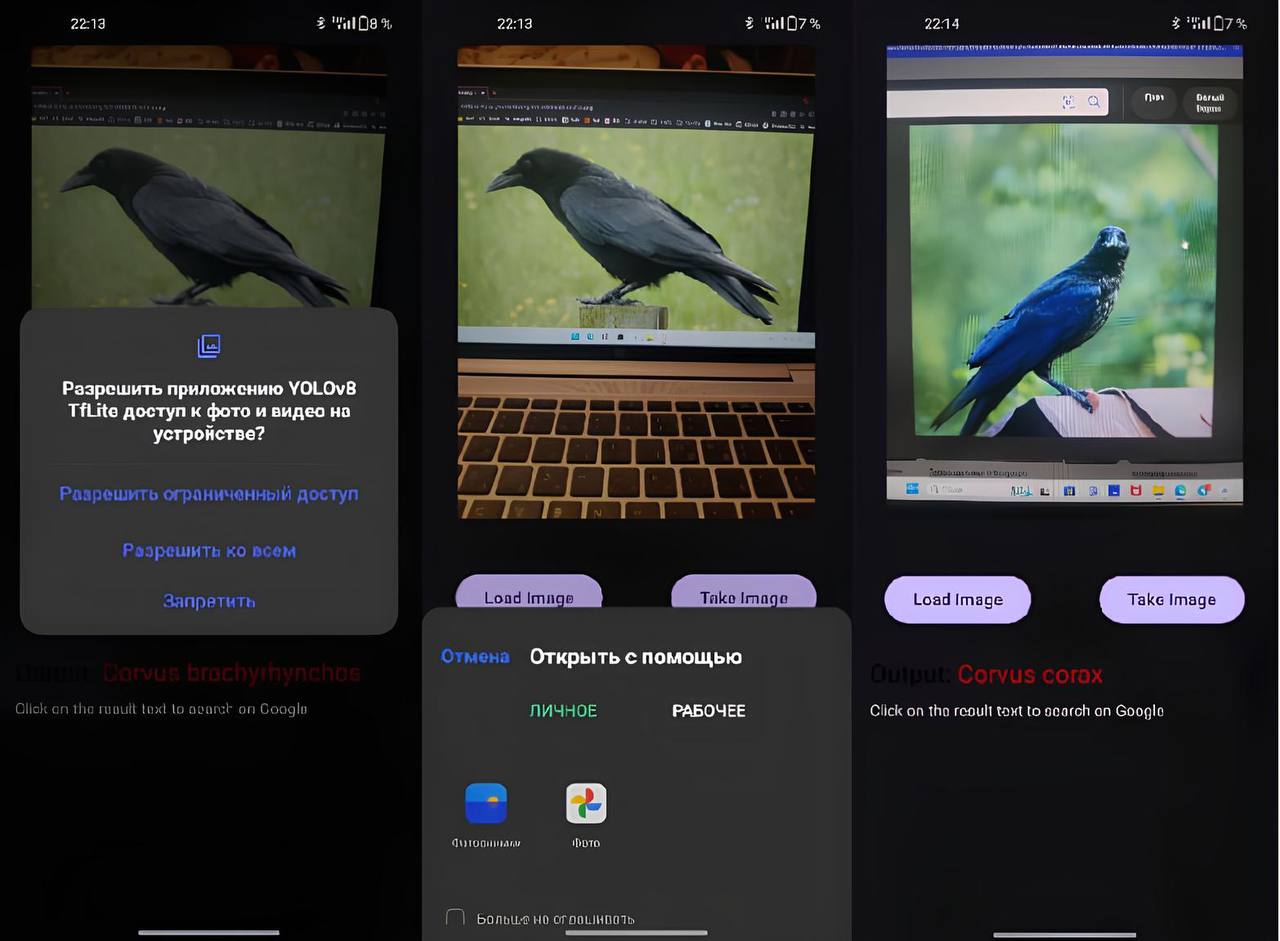 22:13
8 %
Разрешить приложению YOLOv8
TfLite доступ к фото и видео на
устройстве?
Разрешить ограниченный доступ
Разрешить ко всем
Запретить
Output: Corvus brachyrhynchos
Click on the result text to search on Google
22:13
7 %
Load Image
Take Image
Отмена
Открыть с помощью
ЛИЧНОЕ
РАБОЧЕЕ
Фото
Больше не спрашивать
22:14
7 %
Load Image
Take Image
Output: Corvus corax
Click on the result text to search on Google